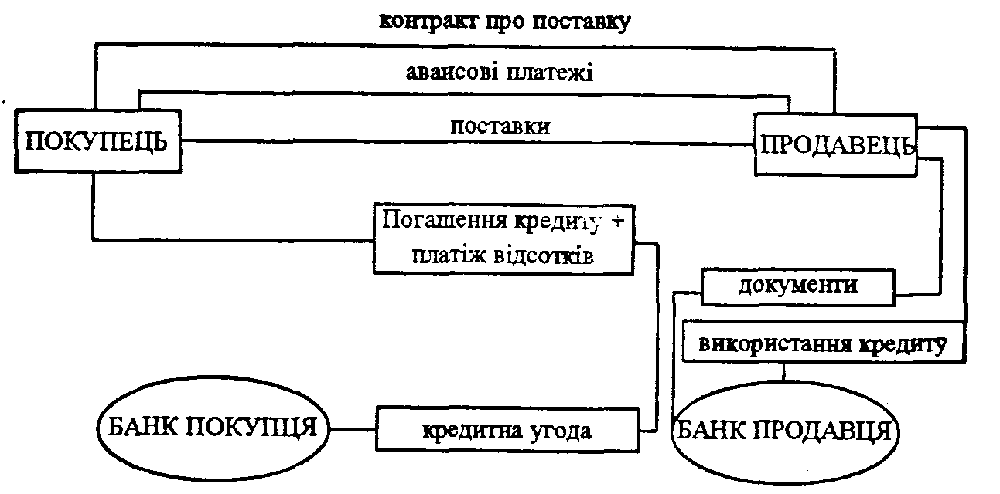 контракт про поставку
авансові платежі
поставки
ПОКУПЕЦЬ
ПРОДАВЕЦЬ
Погашення кредиту +
платіж відсотків
документи
використання кредиту
БАНК ПОКУПЦЯ
кредитна угода
БАНК ПРОДАВЦЯ